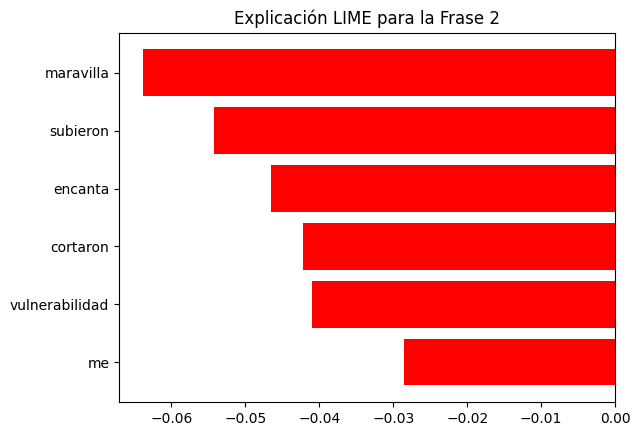 Explicación LIME para la Frase 2
maravilla
subieron
encanta
cortaron
vulnerabilidad
me
−0.06 −0.05 −0.04 −0.03 −0.02 −0.01 0.00